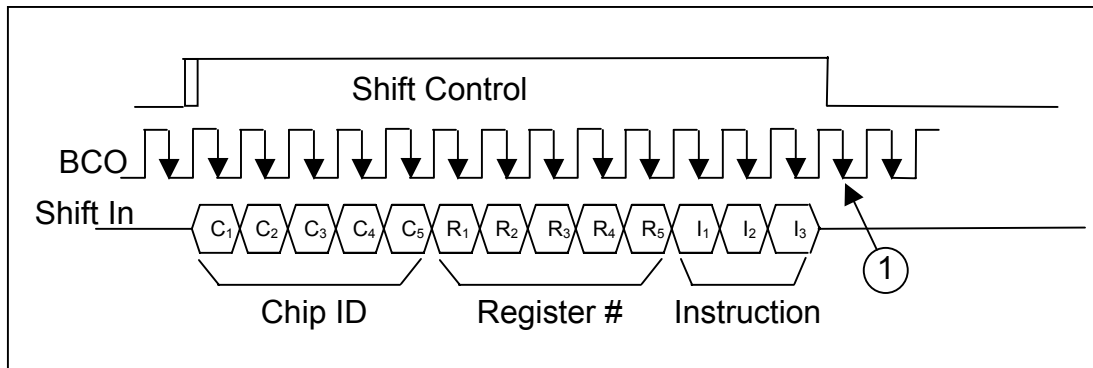 Shift Control
BCO
Shift In
C₁ C₂ C₃ C₄ C₅ R₁ R₂ R₃ R₄ R₅ I₁ I₂ I₃
1
Chip ID Register # Instruction